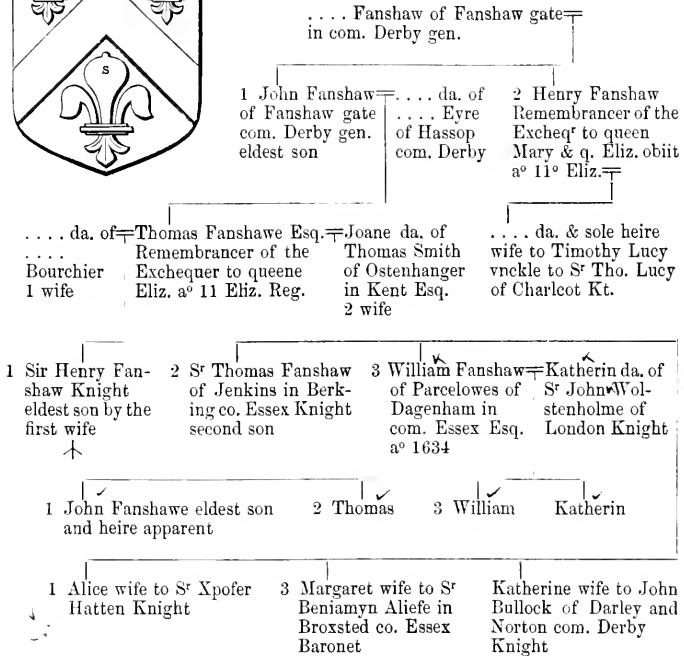 S
. . . . Fanshaw of Fanshaw gate
in com. Derby gen.
1 John Fanshaw
of Fanshaw gate
com. Derby gen.
eldest son
. . . . da. of
. . . . Eyre
of Hassop
com. Derby
2 Henry Fanshaw
Remembrancer of the
Excheqʳ to queen
Mary & q. Eliz. obiit
aº 11º Eliz.
. . . . da. of
. . . .
Bourchier
1 wife
Thomas Fanshawe Esq.
Remembrancer of the
Exchequer to queene
Eliz. aº 11 Eliz. Reg.
Joane da. of
Thomas Smith
of Ostenhanger
in Kent Esq.
2 wife
. . . . da. & sole heire
wife to Timothy Lucy
vnckle to Sʳ Tho. Lucy
of Charlcot Kt.
1 Sir Henry Fan-
shaw Knight
eldest son by the
first wife
2 Sʳ Thomas Fanshaw
of Jenkins in Berk-
ing co. Essex Knight
second son
3 William Fanshaw
of Parcelowes of
Dagenham in
com. Essex Esq.
aº 1634
Katherin da. of
Sʳ John Wol-
stenholme of
London Knight
1 John Fanshawe eldest son
and heire apparent
2 Thomas
3 William
Katherin
1 Alice wife to Sʳ Xpofer
Hatten Knight
3 Margaret wife to Sʳ
Beniamyn Aliefe in
Broxsted co. Essex
Baronet
Katherine wife to John
Bullock of Darley and
Norton com. Derby
Knight